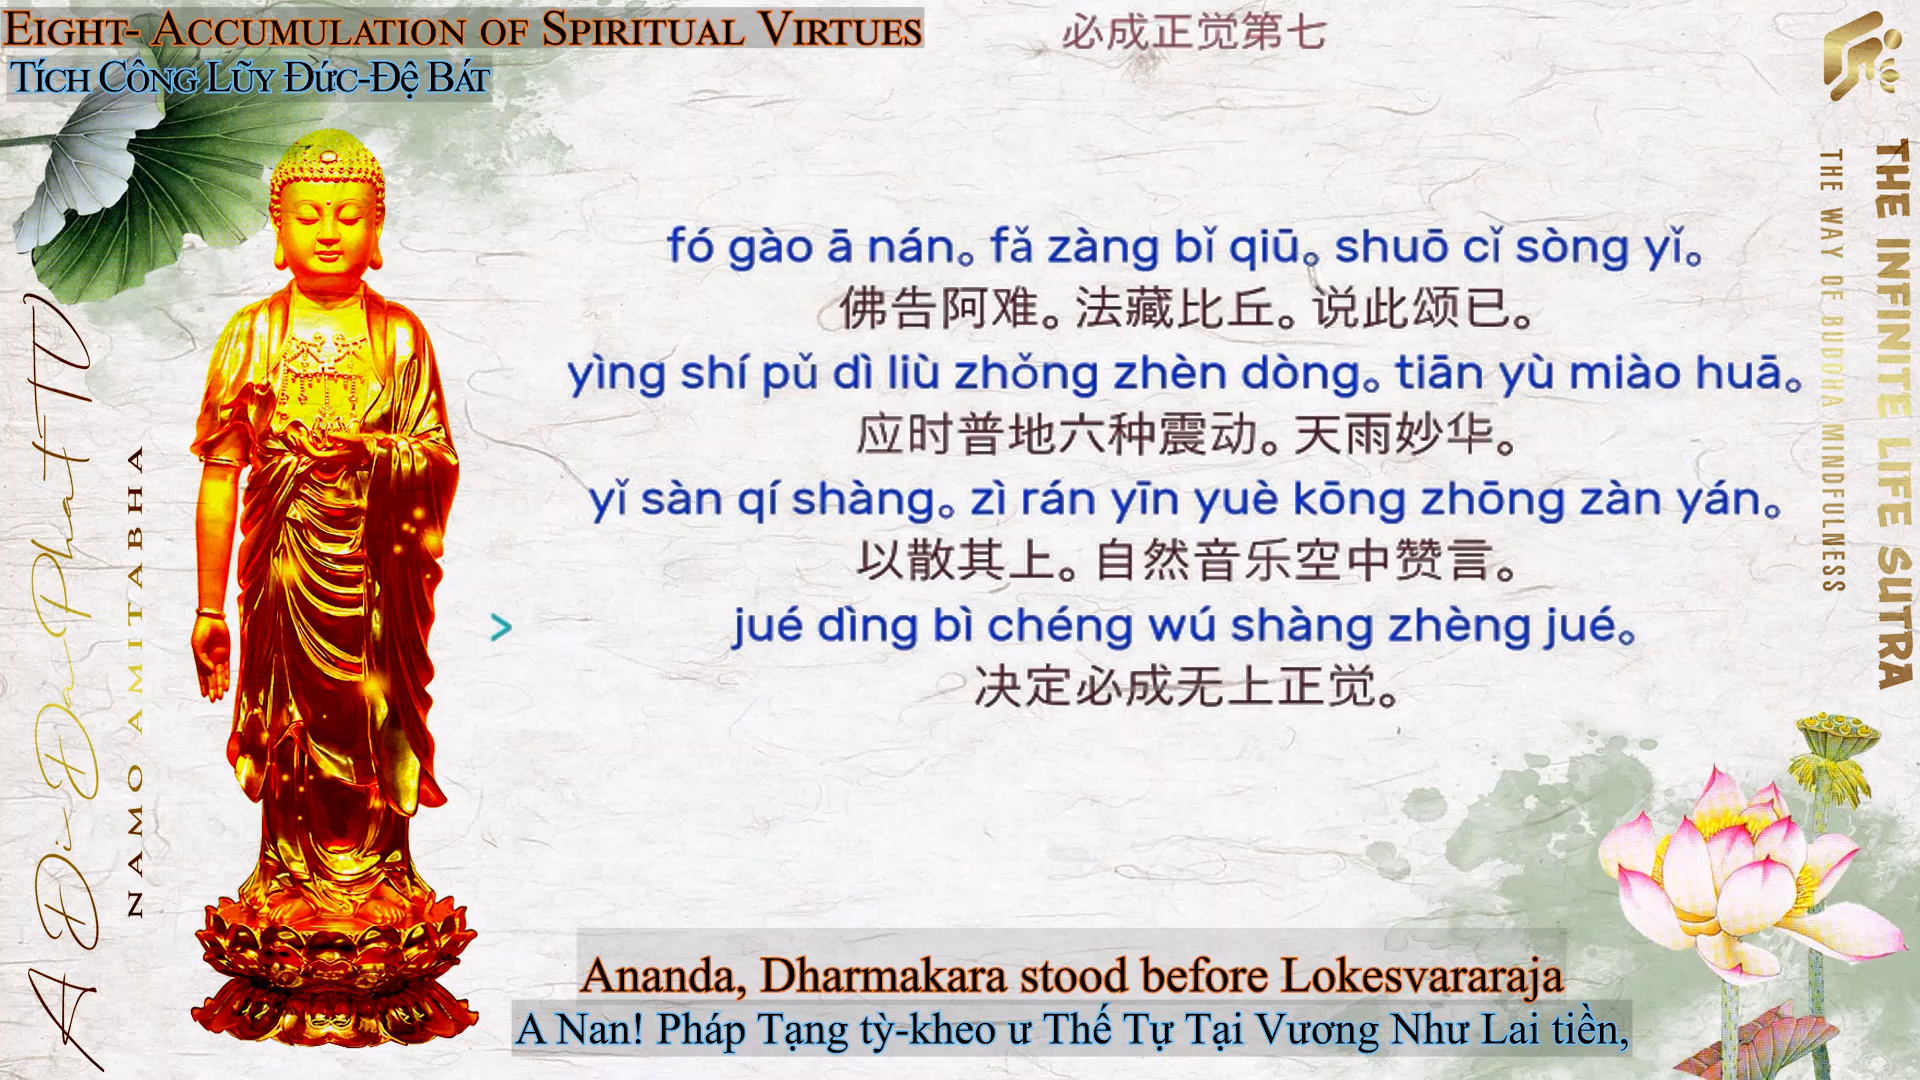 EIGHT- ACCUMULATION OF SPIRITUAL VIRTUES
TÍCH CÔNG LŨY ĐỨC-ĐỆ BÁT
必成正觉第七
fó gào ā nán。fǎ zàng bǐ qiū。shuō cǐ sòng yǐ。
佛告阿难。法藏比丘。说此颂已。
yìng shí pǔ dì liù zhǒng zhèn dòng。tiān yù miào huā。
应时普地六种震动。天雨妙华。
yǐ sàn qí shàng。zì rán yīn yuè kōng zhōng zàn yán。
以散其上。自然音乐空中赞言。
> jué dìng bì chéng wú shàng zhèng jué。
决定必成无上正觉。
A Di Đà Phật TD
NAMO AMITABHA
THE INFINITE LIFE SUTRA
THE WAY OF BUDDHA MINDFULNESS
Ananda, Dharmakara stood before Lokesvararaja
A Nan! Pháp Tạng tỳ-kheo ư Thế Tự Tại Vương Như Lai tiền,